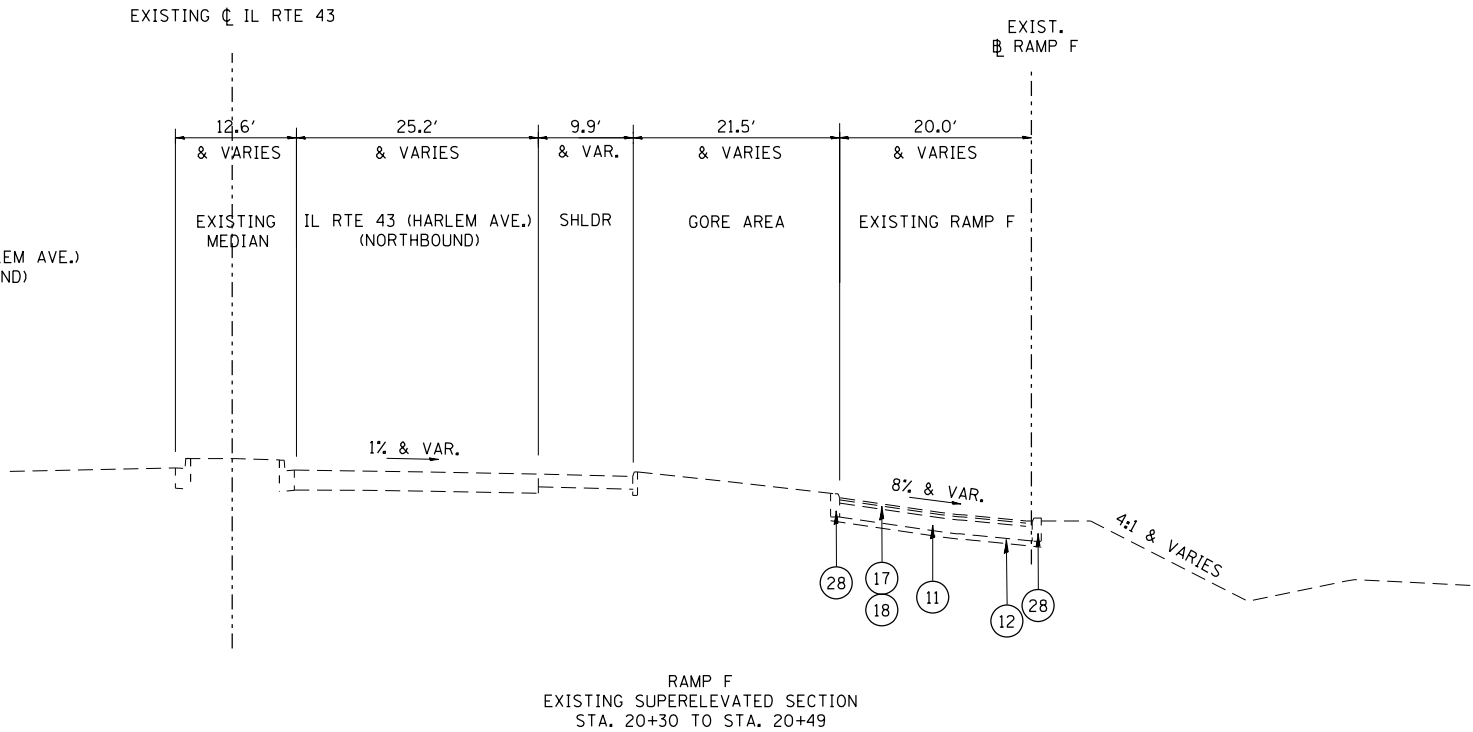 EXISTING ℄ IL RTE 43
EXIST.
B̵L RAMP F
12.6'
& VARIES
25.2'
& VARIES
9.9'
& VAR.
21.5'
& VARIES
20.0'
& VARIES
EXISTING
MEDIAN
IL RTE 43 (HARLEM AVE.)
(NORTHBOUND)
SHLDR
GORE AREA
EXISTING RAMP F
EM AVE.)
ND)
1% & VAR.
8% & VAR.
4:1 & VARIES
28
17
18
11
12
28
RAMP F
EXISTING SUPERELEVATED SECTION
STA. 20+30 TO STA. 20+49